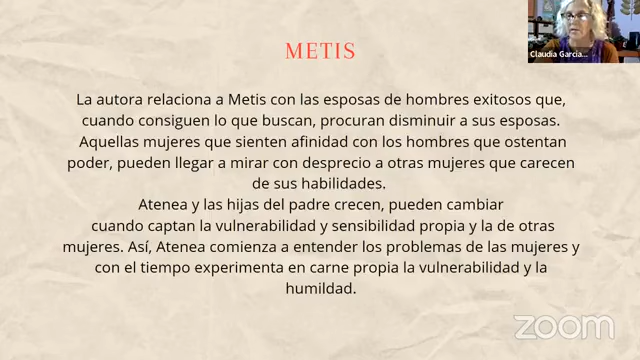 Claudia García...
METIS
La autora relaciona a Metis con las esposas de hombres exitosos que,
cuando consiguen lo que buscan, procuran disminuir a sus esposas.
Aquellas mujeres que sienten afinidad con los hombres que ostentan
poder, pueden llegar a mirar con desprecio a otras mujeres que carecen
de sus habilidades.
Atenea y las hijas del padre crecen, pueden cambiar
cuando captan la vulnerabilidad y sensibilidad propia y la de otras
mujeres. Así, Atenea comienza a entender los problemas de las mujeres y
con el tiempo experimenta en carne propia la vulnerabilidad y la
humildad.
zoom